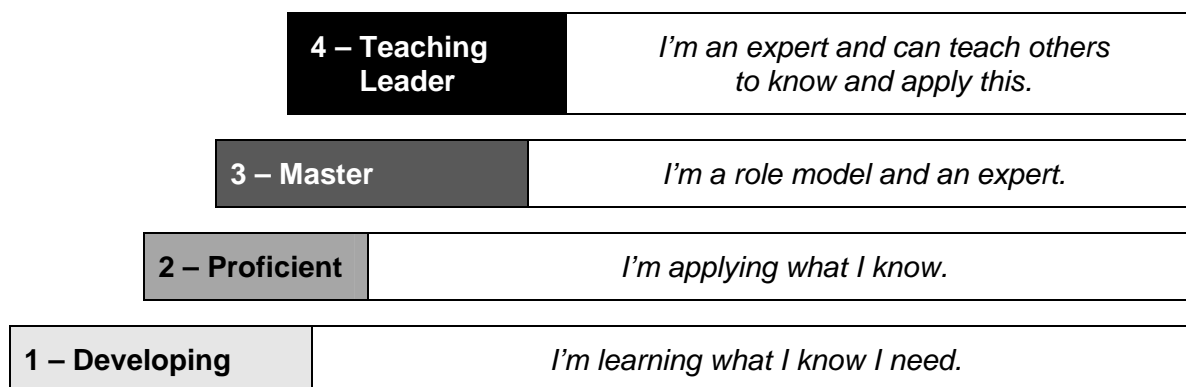 4 – Teaching
Leader
I’m an expert and can teach others
to know and apply this.
3 – Master
I’m a role model and an expert.
2 – Proficient
I’m applying what I know.
1 – Developing
I’m learning what I know I need.